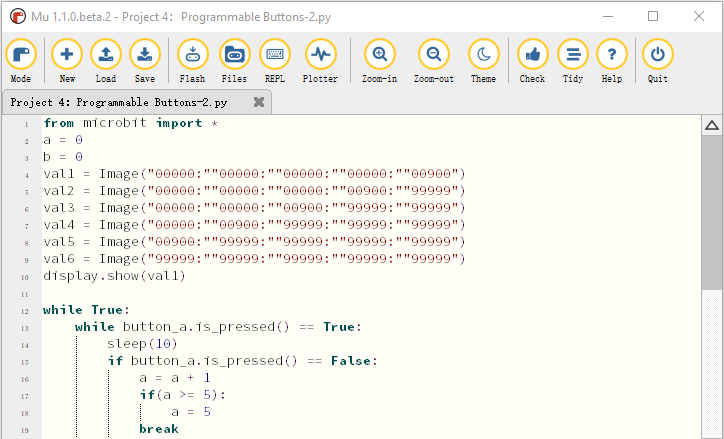 Mu 1.1.0.beta.2 - Project 4: Programmable Buttons-2.py
Mode New Load Save Flash Files REPL Plotter Zoom-in Zoom-out Theme Check Tidy Help Quit
Project 4: Programmable Buttons-2.py
1 from microbit import *
2 a = 0
3 b = 0
4 val1 = Image("00000:""00000:""00000:""00000:""00900")
5 val2 = Image("00000:""00000:""00000:""00900:""99999")
6 val3 = Image("00000:""00000:""00900:""99999:""99999")
7 val4 = Image("00000:""00900:""99999:""99999:""99999")
8 val5 = Image("00900:""99999:""99999:""99999:""99999")
9 val6 = Image("99999:""99999:""99999:""99999:""99999")
10 display.show(val1)
11
12 while True:
13     while button_a.is_pressed() == True:
14         sleep(10)
15         if button_a.is_pressed() == False:
16             a = a + 1
17             if(a >= 5):
18                 a = 5
19             break